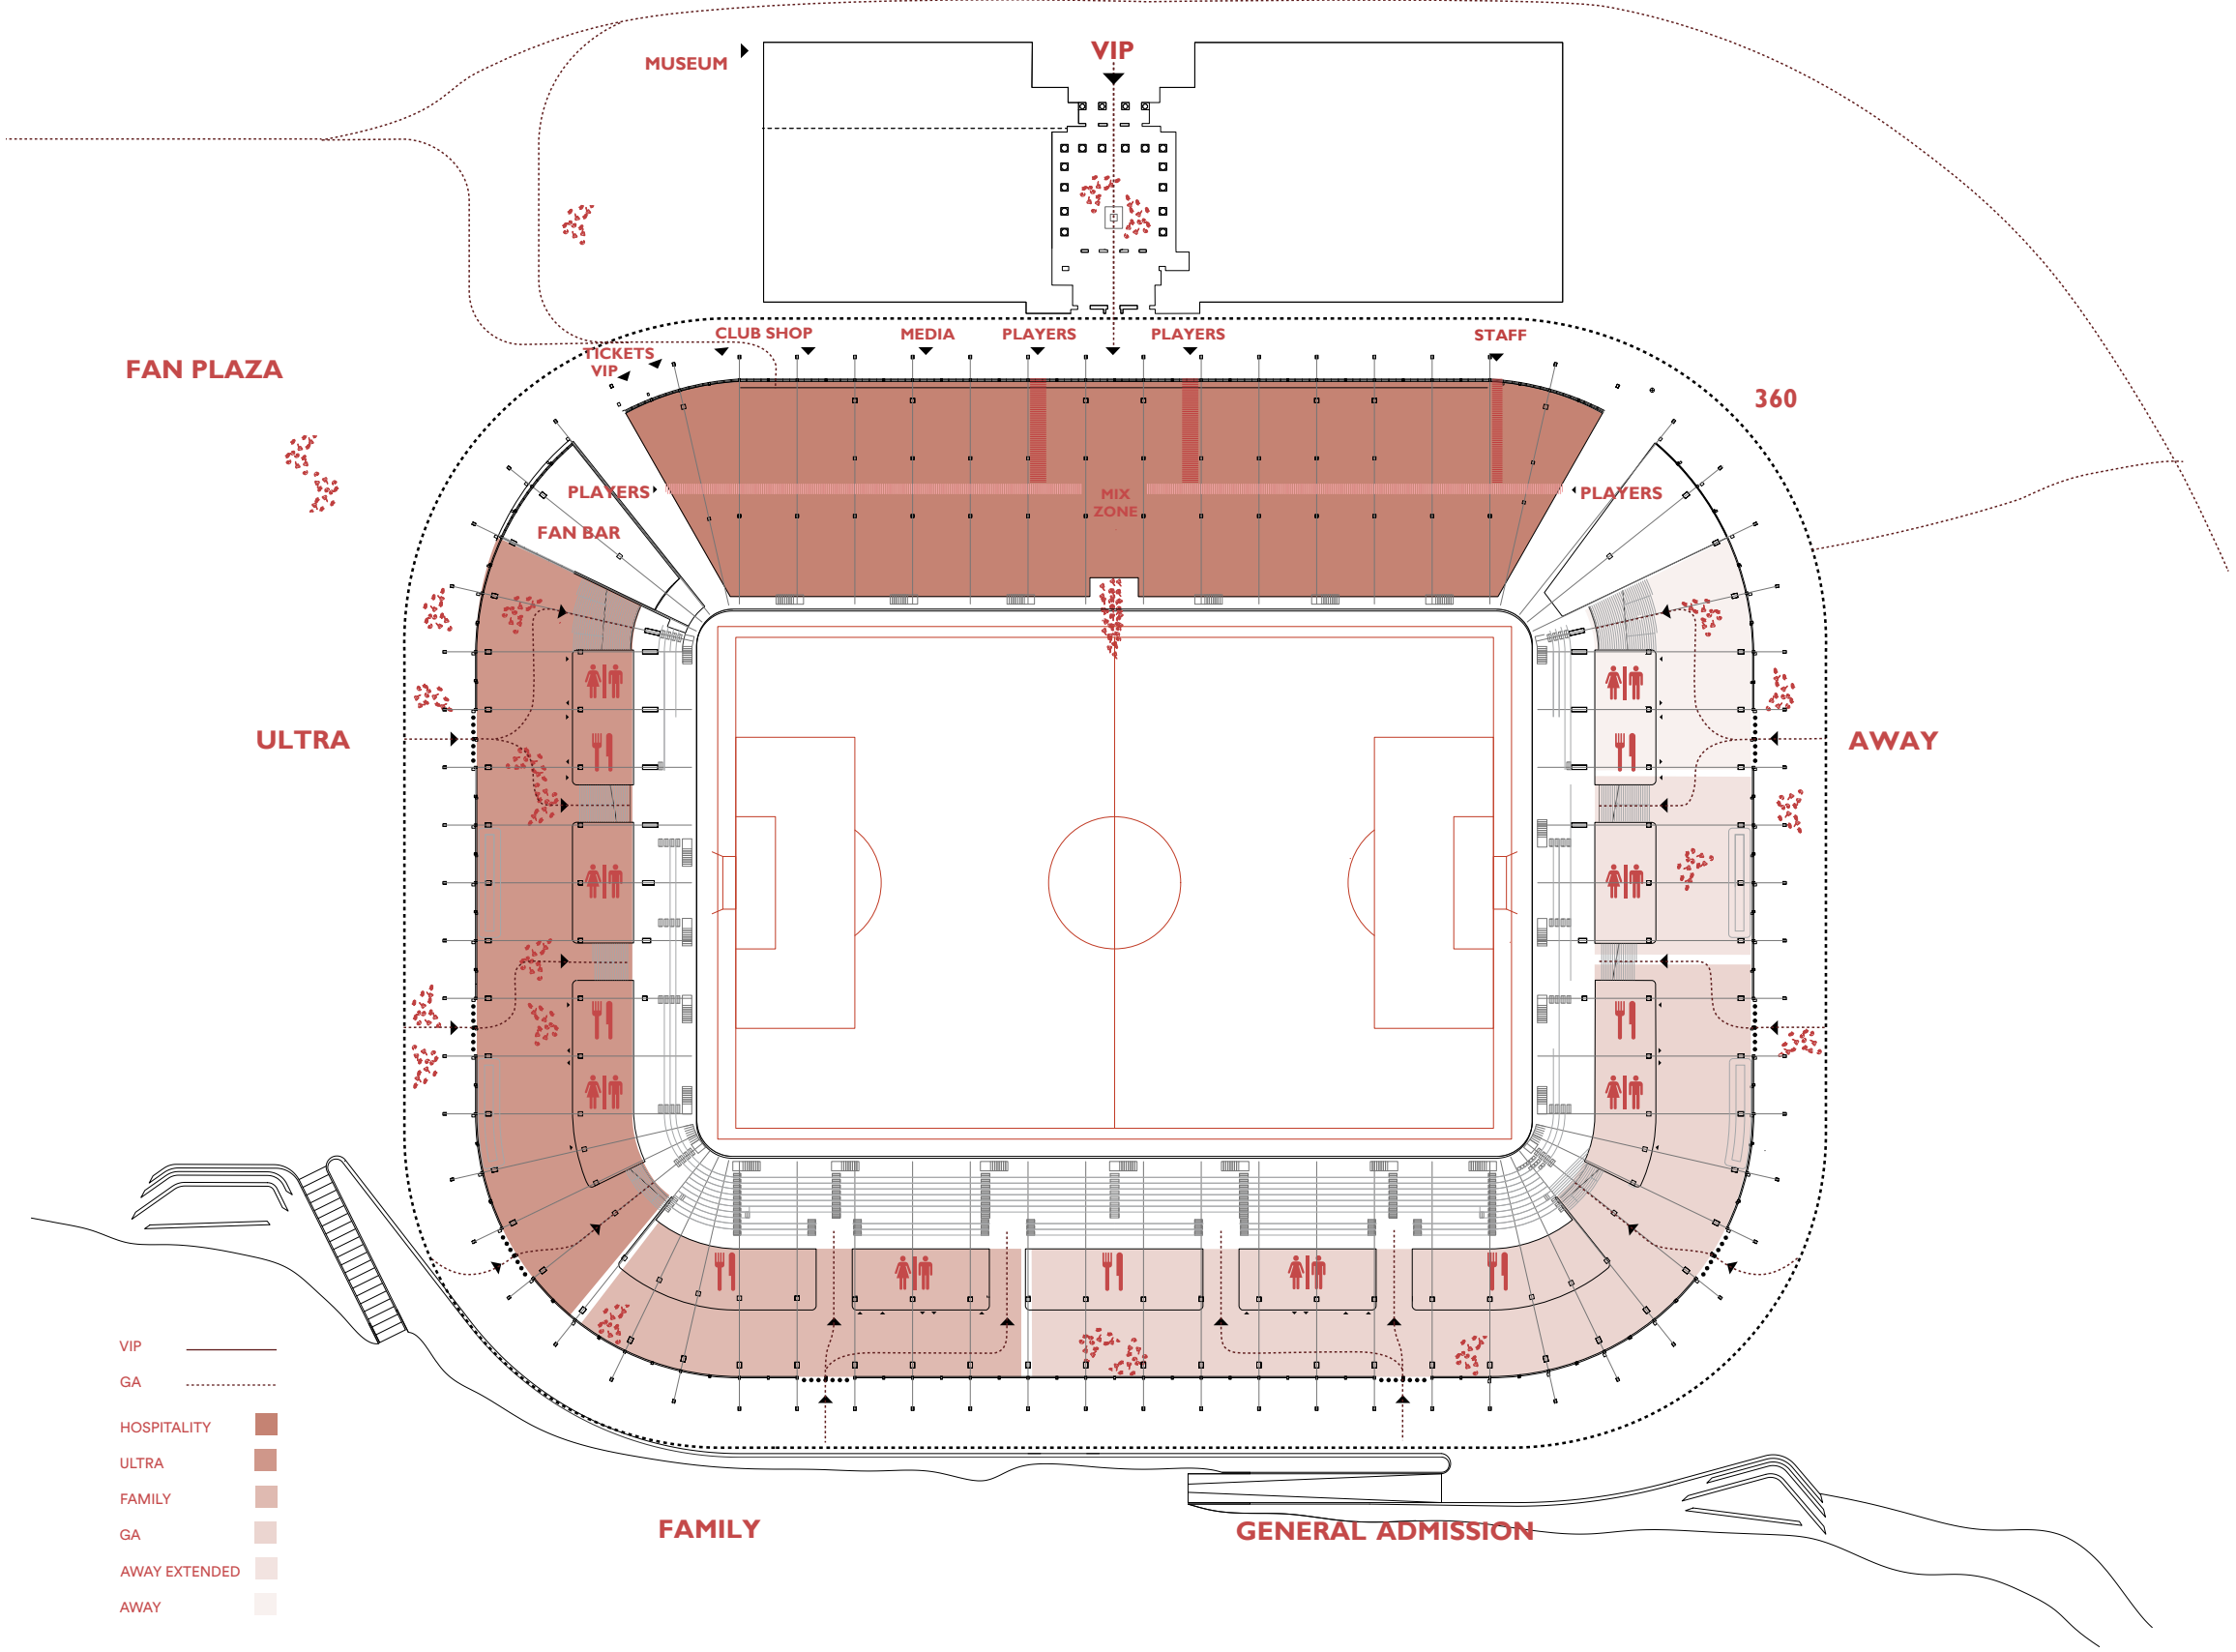 VIP
MUSEUM
CLUB SHOP
MEDIA
PLAYERS
PLAYERS
STAFF
TICKETS
VIP
FAN PLAZA
360
PLAYERS
MIX
ZONE
PLAYERS
FAN BAR
ULTRA
AWAY
VIP
GA
HOSPITALITY
ULTRA
FAMILY
GA
AWAY EXTENDED
AWAY
FAMILY
GENERAL ADMISSION